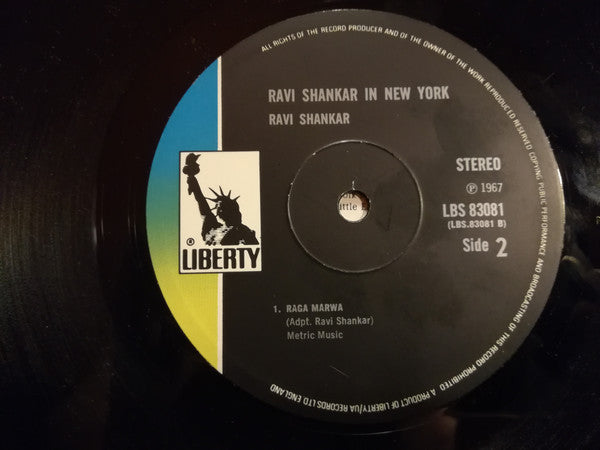 ALL RIGHTS OF THE RECORD PRODUCER AND OF THE OWNER OF THE WORK REPRODUCED RESERVED COPYING PUBLIC PERFORMANCE AND BROADCASTING OF THIS RECORD PROHIBITED. A PRODUCT OF LIBERTY/UA RECORDS LTD ENGLAND
RAVI SHANKAR IN NEW YORK
RAVI SHANKAR
STEREO
℗ 1967
LBS 83081
(LBS.83081 B)
Side 2
ittle
® LIBERTY
1. RAGA MARWA
(Adpt. Ravi Shankar)
Metric Music